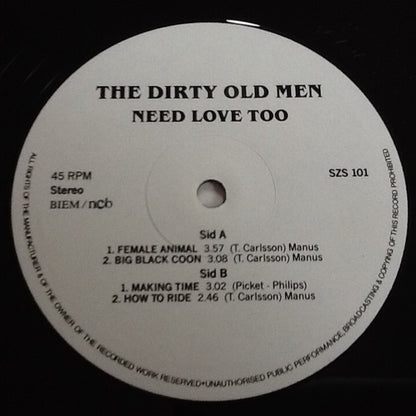 THE DIRTY OLD MEN
NEED LOVE TOO
45 RPM
Stereo
BIEM/ncb
SZS 101
Sid A
1. FEMALE ANIMAL 3.57 (T. Carlsson) Manus
2. BIG BLACK COON 3.08 (T. Carlsson) Manus
Sid B
1. MAKING TIME 3.02 (Picket - Philips)
2. HOW TO RIDE 2.46 (T. Carlsson) Manus
ALL RIGHTS OF THE MANUFACTURER & OF THE OWNER OF THE RECORDED WORK RESERVED•UNAUTHORISED PUBLIC PERFORMANCE, BROADCASTING & COPYING OF THIS RECORD PROHIBITED